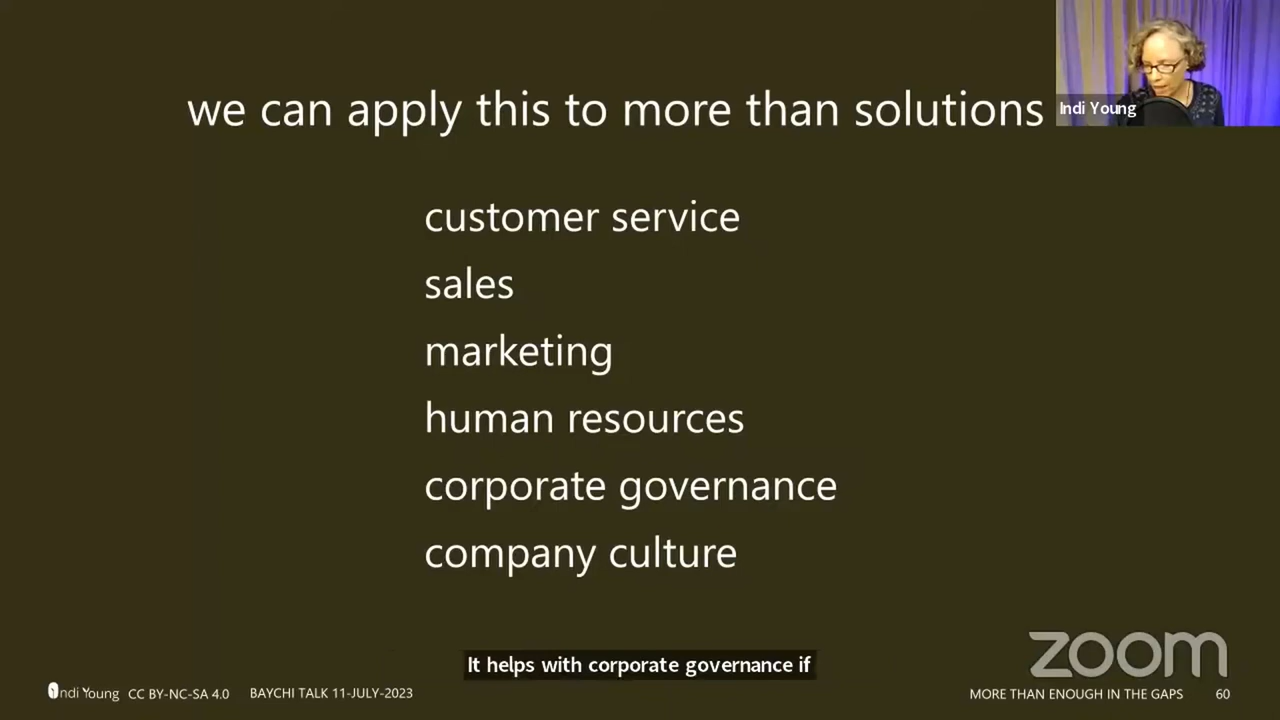 we can apply this to more than solutions
Indi Young
customer service
sales
marketing
human resources
corporate governance
company culture
It helps with corporate governance if
zoom
Indi Young CC BY-NC-SA 4.0 BAYCHI TALK 11-JULY-2023 MORE THAN ENOUGH IN THE GAPS 60